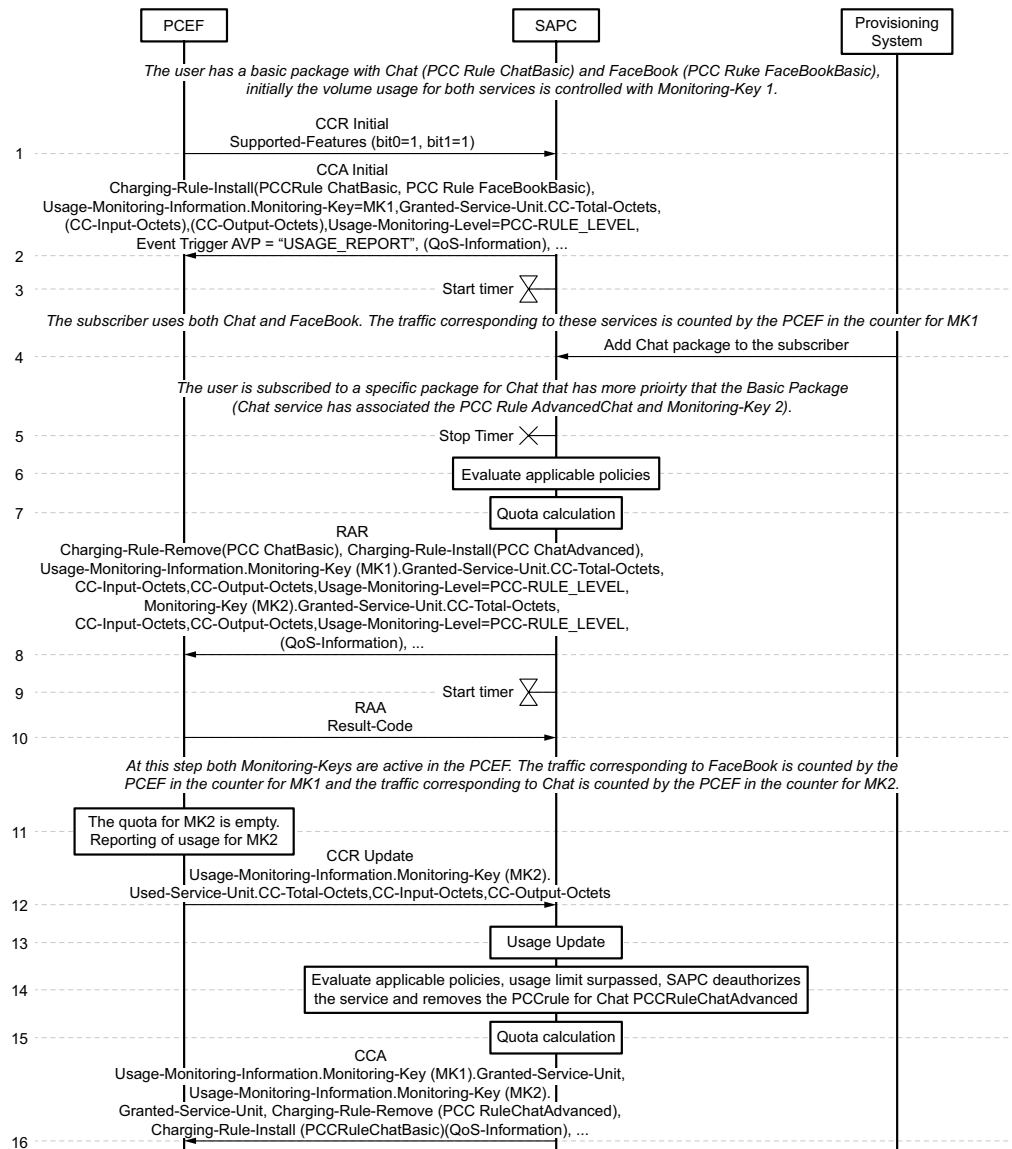 PCEF
SAPC
Provisioning
System
The user has a basic package with Chat (PCC Rule ChatBasic) and FaceBook (PCC Ruke FaceBookBasic),
initially the volume usage for both services is controlled with Monitoring-Key 1.
CCR Initial
Supported-Features (bit0=1, bit1=1)
1
CCA Initial
Charging-Rule-Install(PCCRule ChatBasic, PCC Rule FaceBookBasic),
Usage-Monitoring-Information.Monitoring-Key=MK1,Granted-Service-Unit.CC-Total-Octets,
(CC-Input-Octets),(CC-Output-Octets),Usage-Monitoring-Level=PCC-RULE_LEVEL,
Event Trigger AVP = “USAGE_REPORT”, (QoS-Information), ...
2
3
Start timer
The subscriber uses both Chat and FaceBook. The traffic corresponding to these services is counted by the PCEF in the counter for MK1
Add Chat package to the subscriber
4
The user is subscribed to a specific package for Chat that has more prioirty that the Basic Package
(Chat service has associated the PCC Rule AdvancedChat and Monitoring-Key 2).
5
Stop Timer
6
Evaluate applicable policies
7
Quota calculation
RAR
Charging-Rule-Remove(PCC ChatBasic), Charging-Rule-Install(PCC ChatAdvanced),
Usage-Monitoring-Information.Monitoring-Key (MK1).Granted-Service-Unit.CC-Total-Octets,
CC-Input-Octets,CC-Output-Octets,Usage-Monitoring-Level=PCC-RULE_LEVEL,
Monitoring-Key (MK2).Granted-Service-Unit.CC-Total-Octets,
CC-Input-Octets,CC-Output-Octets,Usage-Monitoring-Level=PCC-RULE_LEVEL,
(QoS-Information), ...
8
9
Start timer
RAA
Result-Code
10
At this step both Monitoring-Keys are active in the PCEF. The traffic corresponding to FaceBook is counted by the
PCEF in the counter for MK1 and the traffic corresponding to Chat is counted by the PCEF in the counter for MK2.
11
The quota for MK2 is empty.
Reporting of usage for MK2
CCR Update
Usage-Monitoring-Information.Monitoring-Key (MK2).
Used-Service-Unit.CC-Total-Octets,CC-Input-Octets,CC-Output-Octets
12
13
Usage Update
14
Evaluate applicable policies, usage limit surpassed, SAPC deauthorizes
the service and removes the PCCrule for Chat PCCRuleChatAdvanced
15
Quota calculation
CCA
Usage-Monitoring-Information.Monitoring-Key (MK1).Granted-Service-Unit,
Usage-Monitoring-Information.Monitoring-Key (MK2).
Granted-Service-Unit, Charging-Rule-Remove (PCC RuleChatAdvanced),
Charging-Rule-Install (PCCRuleChatBasic)(QoS-Information), ...
16